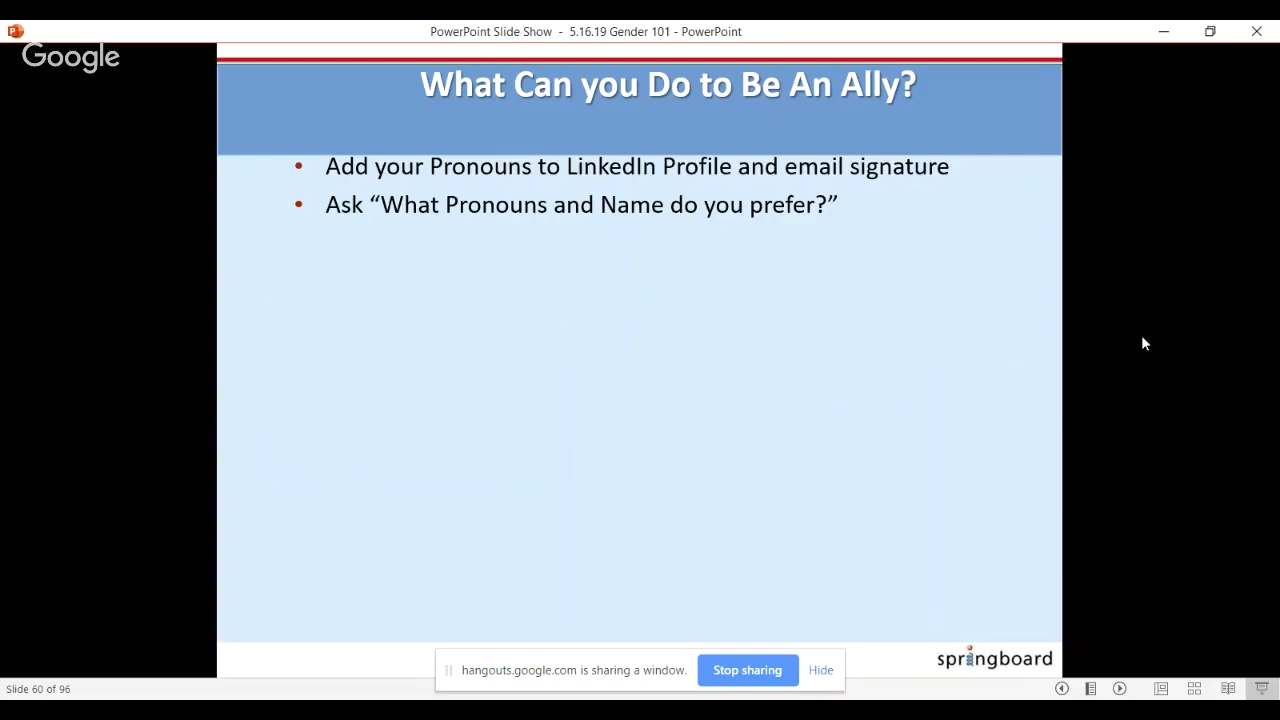 PowerPoint Slide Show - 5.16.19 Gender 101 - PowerPoint
Google
What Can you Do to Be An Ally?
• Add your Pronouns to LinkedIn Profile and email signature
• Ask “What Pronouns and Name do you prefer?”
springboard
hangouts.google.com is sharing a window. Stop sharing Hide
Slide 60 of 96